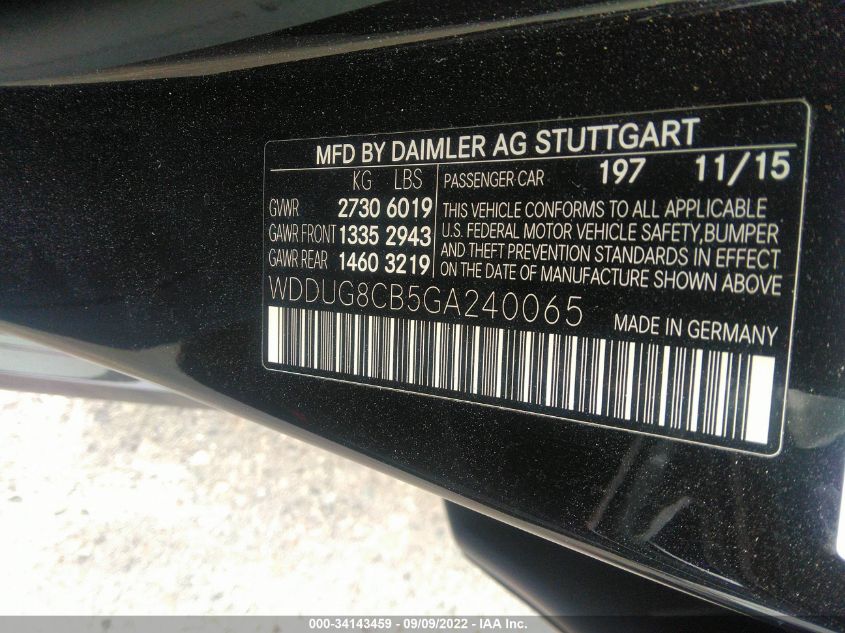 MFD BY DAIMLER AG STUTTGART
KG LBS
GVWR 2730 6019
GAWR FRONT 1335 2943
GAWR REAR 1460 3219
PASSENGER CAR 197 11/15
THIS VEHICLE CONFORMS TO ALL APPLICABLE
U.S. FEDERAL MOTOR VEHICLE SAFETY, BUMPER
AND THEFT PREVENTION STANDARDS IN EFFECT
ON THE DATE OF MANUFACTURE SHOWN ABOVE
WDDUG8CB5GA240065
MADE IN GERMANY
000-34143459 - 09/09/2022 - IAA Inc.